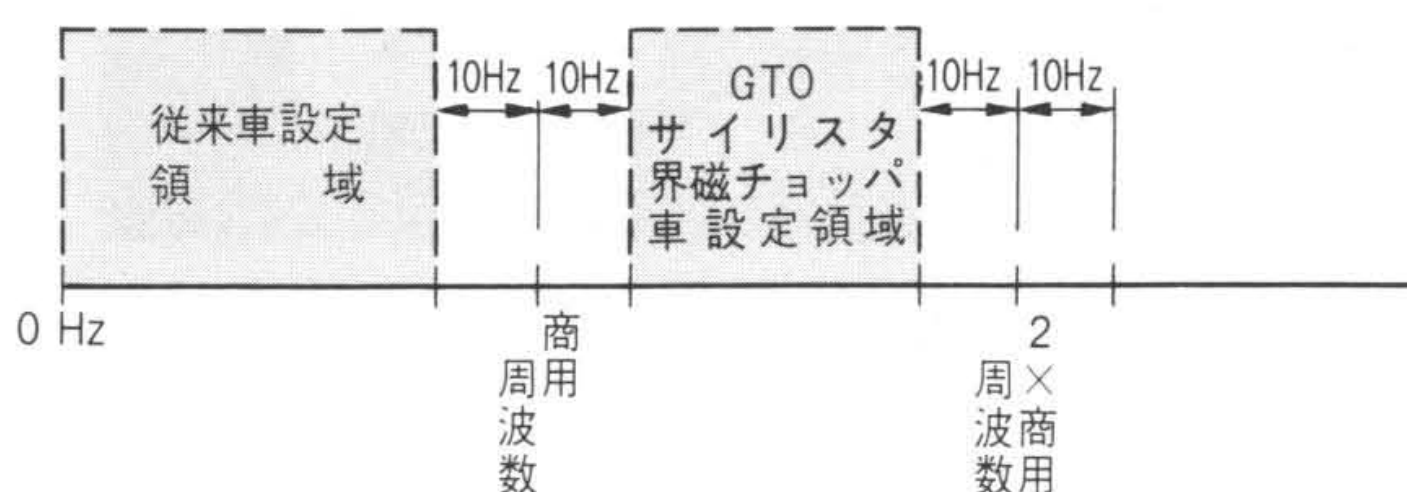 従来車設定
領　　域
10Hz 10Hz
GTO
サイリスタ
界磁チョッパ
車設定領域
10Hz 10Hz
0 Hz
商用
周波数
2×商用
周波数